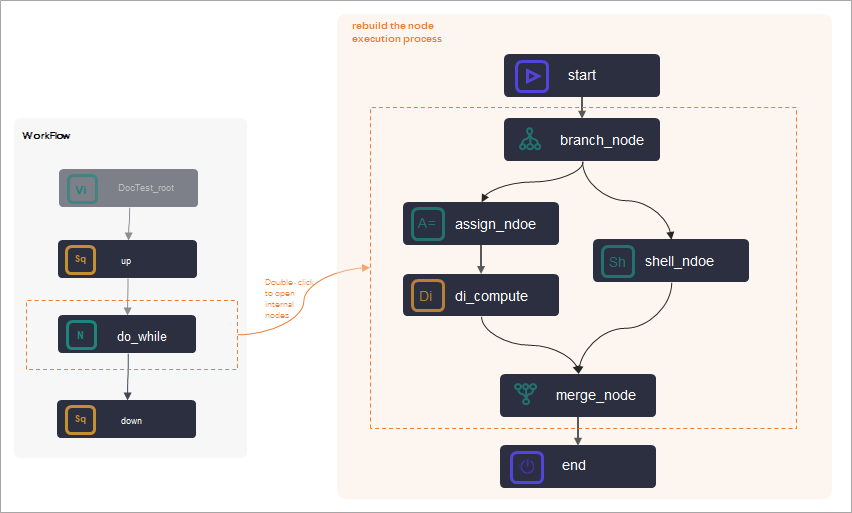 rebuild the node
execution process
start
branch_node
A=
assign_ndoe
Sh
shell_ndoe
Di
di_compute
merge_node
end
WorkFlow
Vi
DocTest_root
Sq
up
N
do_while
Sq
down
Double-click
to open
internal
nodes